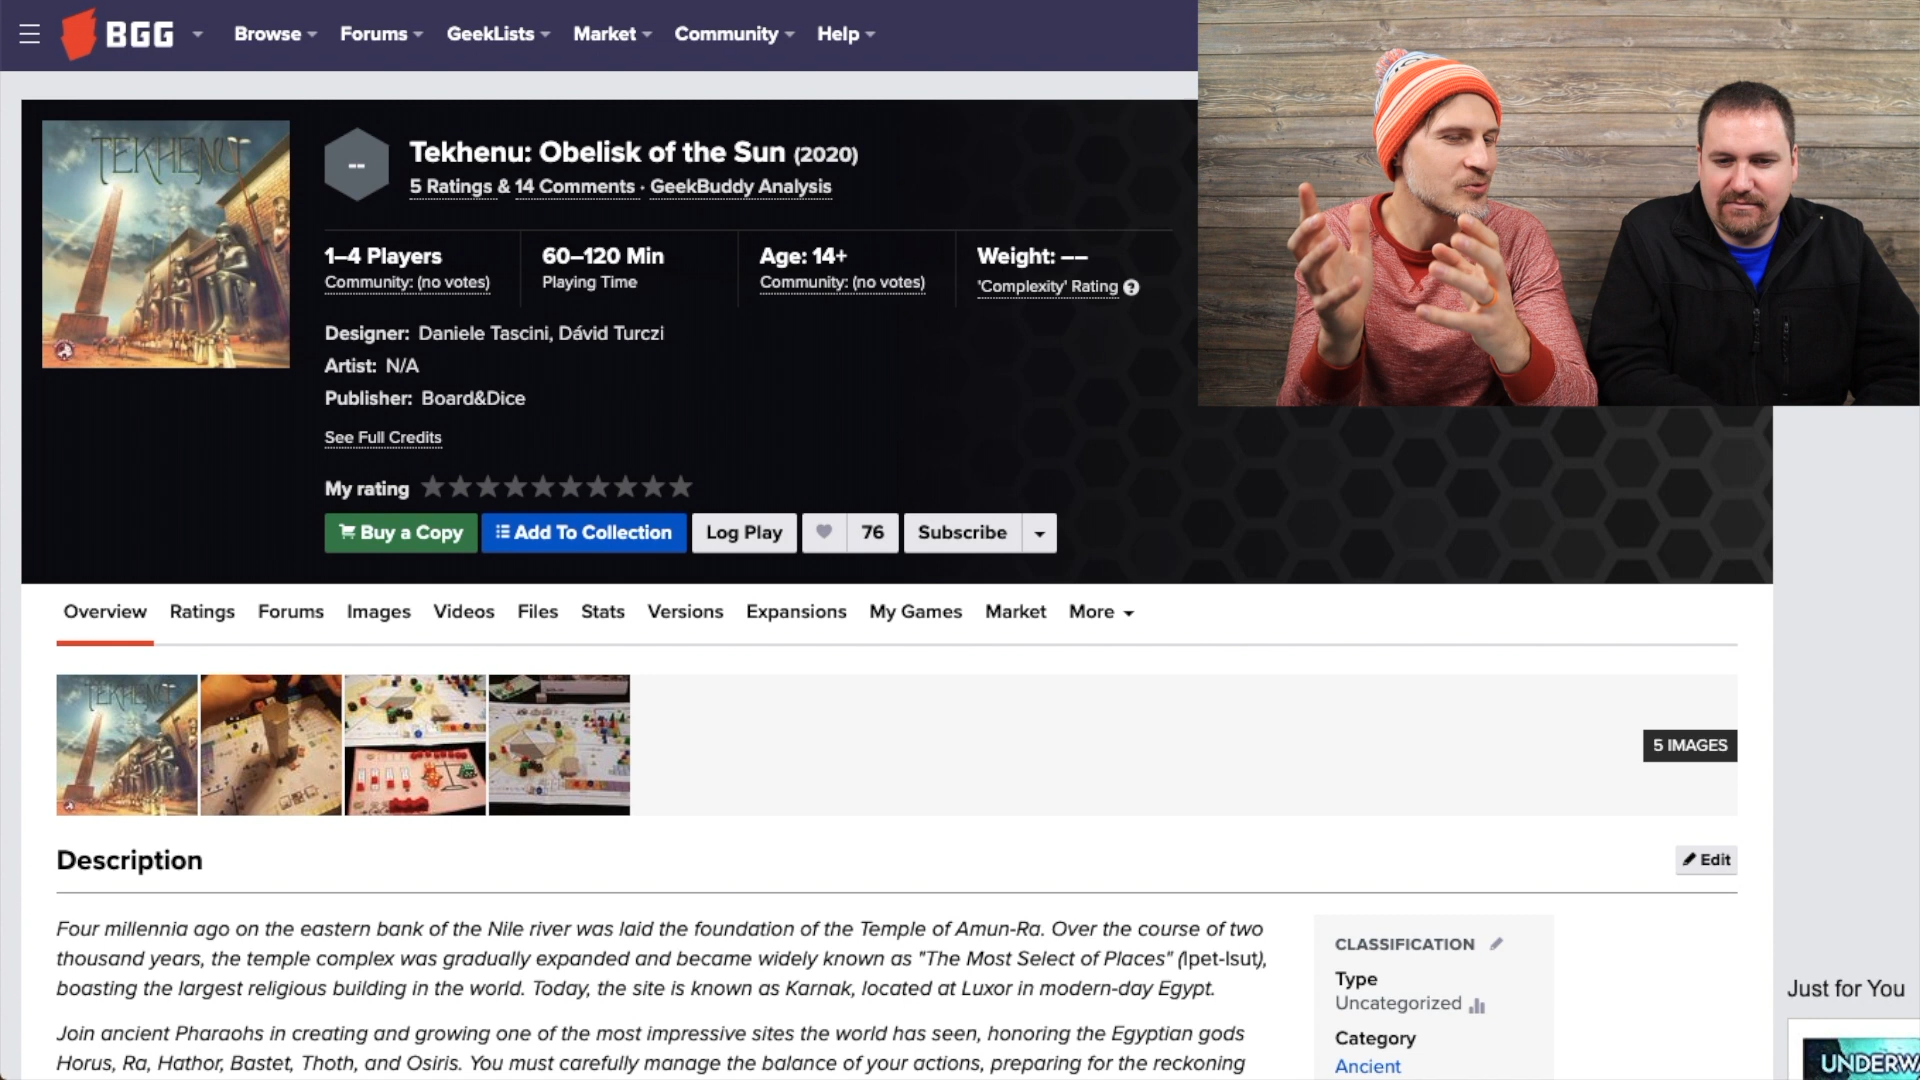 BGG
Browse
Forums
GeekLists
Market
Community
Help
TEKHENU
--
Tekhenu: Obelisk of the Sun (2020)
5 Ratings & 14 Comments · GeekBuddy Analysis
1–4 Players
Community: (no votes)
60–120 Min
Playing Time
Age: 14+
Community: (no votes)
Weight: --
'Complexity' Rating ?
Designer: Daniele Tascini, Dávid Turczi
Artist: N/A
Publisher: Board&Dice
See Full Credits
My rating
Buy a Copy
Add To Collection
Log Play
76
Subscribe
Overview
Ratings
Forums
Images
Videos
Files
Stats
Versions
Expansions
My Games
Market
More
TEKHENU
5 IMAGES
Description
Edit
Four millennia ago on the eastern bank of the Nile river was laid the foundation of the Temple of Amun-Ra. Over the course of two
thousand years, the temple complex was gradually expanded and became widely known as "The Most Select of Places" (Ipet-Isut),
boasting the largest religious building in the world. Today, the site is known as Karnak, located at Luxor in modern-day Egypt.
Join ancient Pharaohs in creating and growing one of the most impressive sites the world has seen, honoring the Egyptian gods
Horus, Ra, Hathor, Bastet, Thoth, and Osiris. You must carefully manage the balance of your actions, preparing for the reckoning
CLASSIFICATION
Type
Uncategorized
Category
Ancient
Just for You
UNDERWA